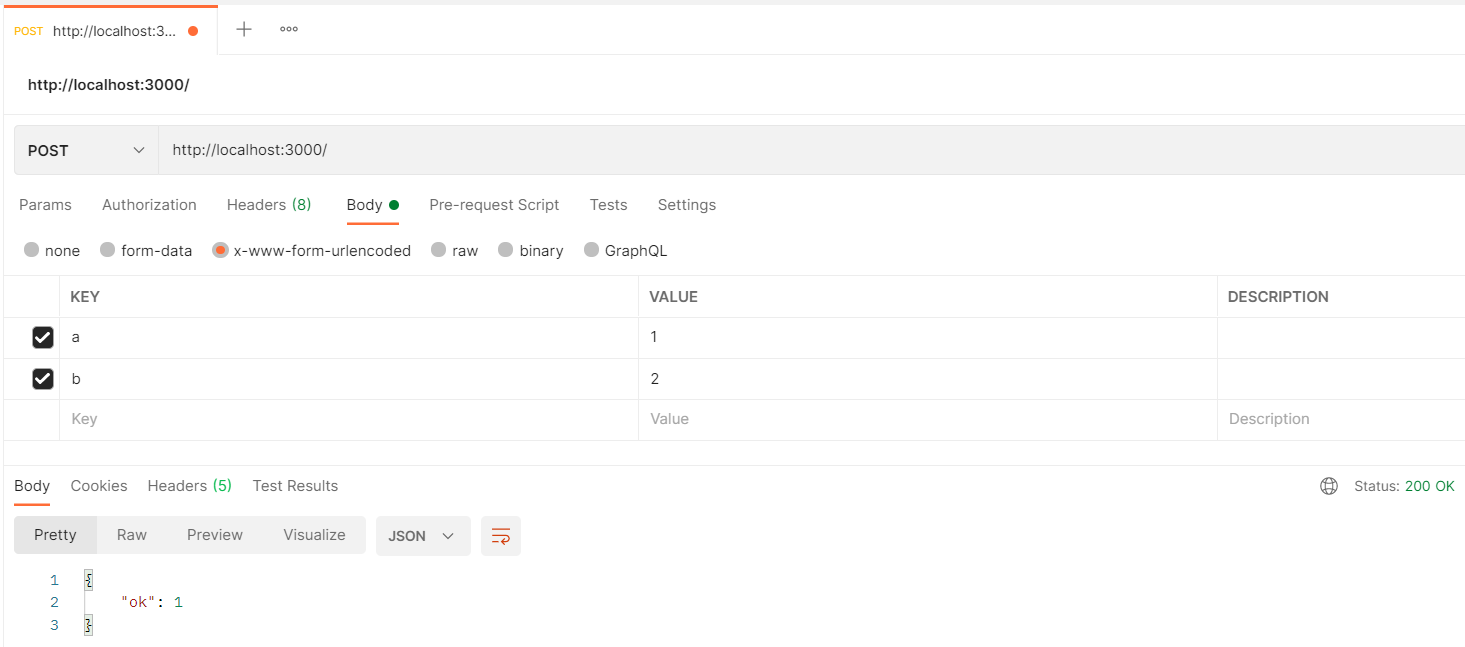 POST http://localhost:3...
http://localhost:3000/
POST http://localhost:3000/
Params Authorization Headers (8) Body Pre-request Script Tests Settings
none form-data x-www-form-urlencoded raw binary GraphQL
KEY VALUE DESCRIPTION
a 1
b 2
Key Value Description
Body Cookies Headers (5) Test Results Status: 200 OK
Pretty Raw Preview Visualize JSON
1 {
2 "ok": 1
3 }